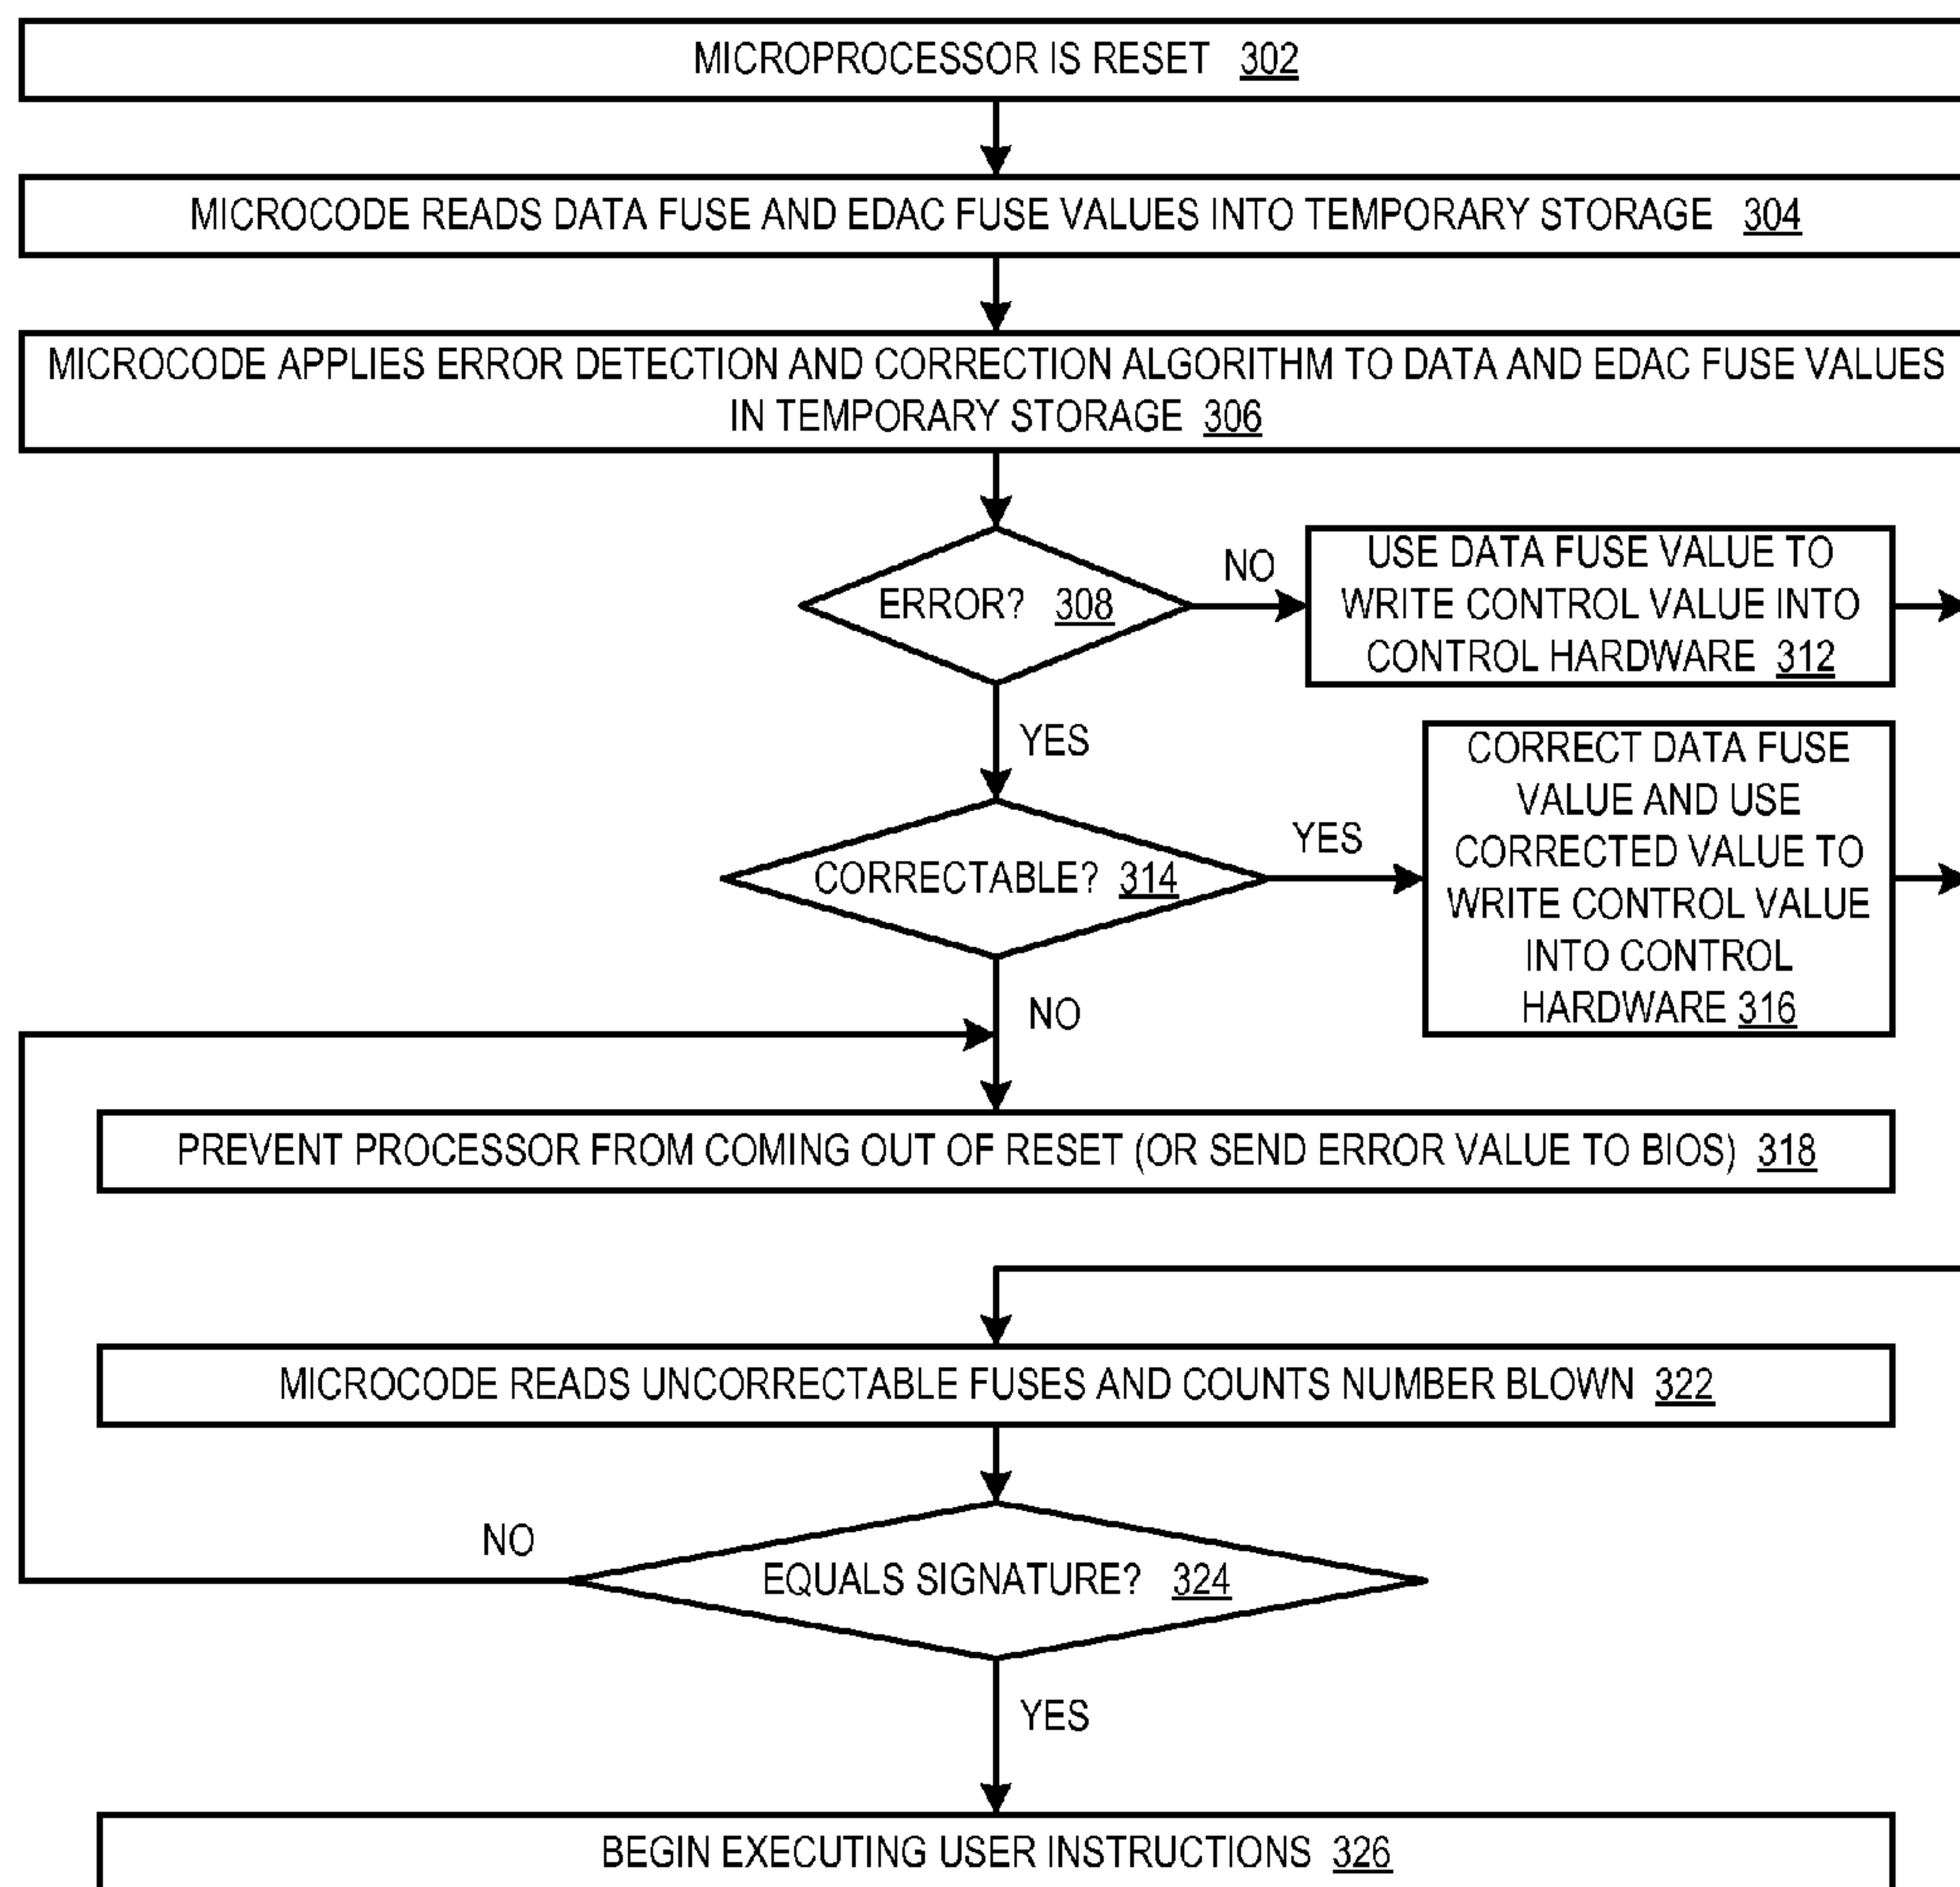 MICROPROCESSOR IS RESET 302
MICROCODE READS DATA FUSE AND EDAC FUSE VALUES INTO TEMPORARY STORAGE 304
MICROCODE APPLIES ERROR DETECTION AND CORRECTION ALGORITHM TO DATA AND EDAC FUSE VALUES
IN TEMPORARY STORAGE 306
ERROR? 308
NO
USE DATA FUSE VALUE TO
WRITE CONTROL VALUE INTO
CONTROL HARDWARE 312
YES
CORRECTABLE? 314
YES
CORRECT DATA FUSE
VALUE AND USE
CORRECTED VALUE TO
WRITE CONTROL VALUE
INTO CONTROL
HARDWARE 316
NO
PREVENT PROCESSOR FROM COMING OUT OF RESET (OR SEND ERROR VALUE TO BIOS) 318
MICROCODE READS UNCORRECTABLE FUSES AND COUNTS NUMBER BLOWN 322
NO
EQUALS SIGNATURE? 324
YES
BEGIN EXECUTING USER INSTRUCTIONS 326